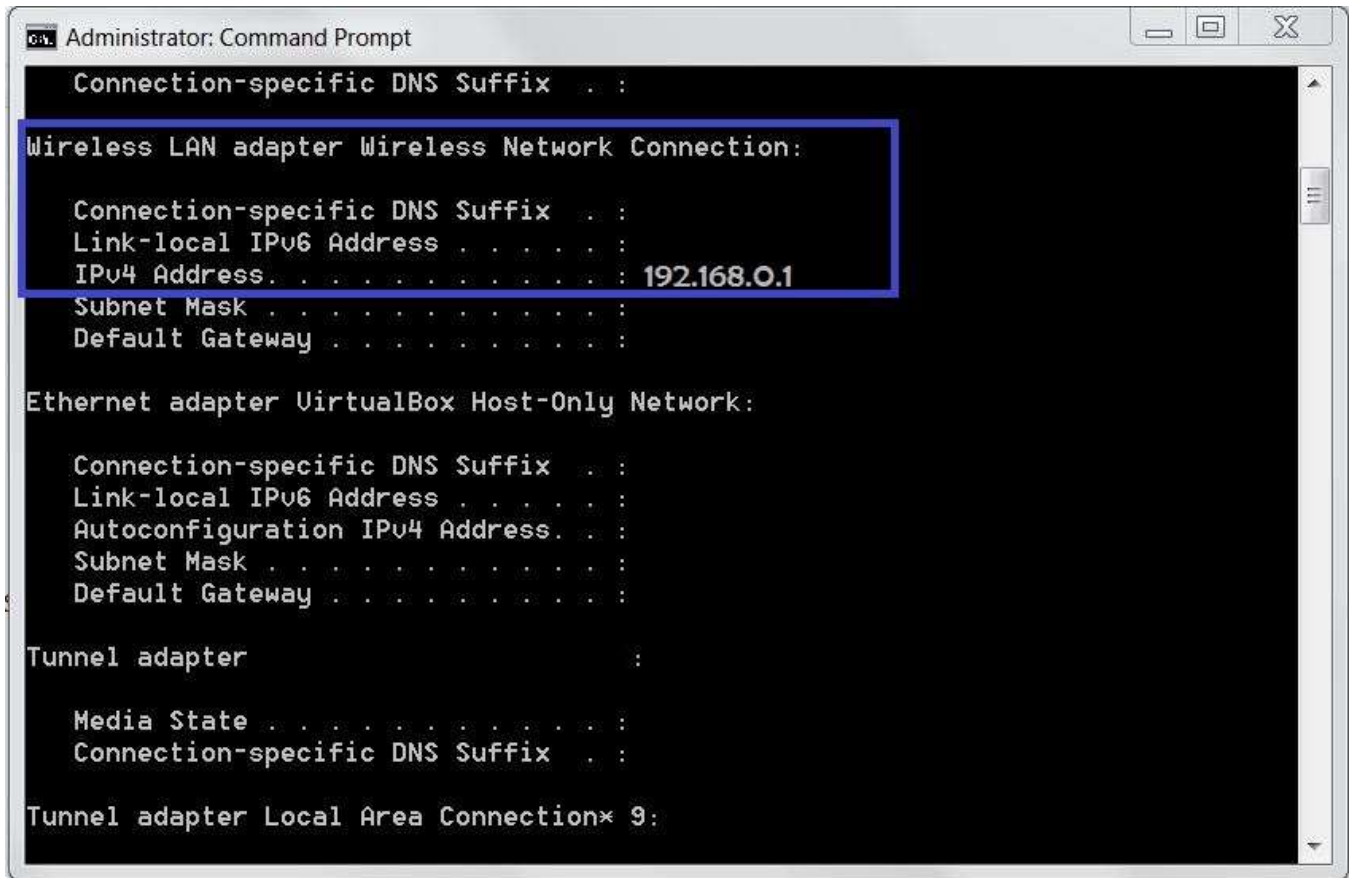 Administrator: Command Prompt
Connection-specific DNS Suffix . :
Wireless LAN adapter Wireless Network Connection:
Connection-specific DNS Suffix . :
Link-local IPv6 Address . . . . . :
IPv4 Address. . . . . . . . . . . : 192.168.0.1
Subnet Mask . . . . . . . . . . . :
Default Gateway . . . . . . . . . :
Ethernet adapter VirtualBox Host-Only Network:
Connection-specific DNS Suffix . :
Link-local IPv6 Address . . . . . :
Autoconfiguration IPv4 Address. . :
Subnet Mask . . . . . . . . . . . :
Default Gateway . . . . . . . . . :
Tunnel adapter :
Media State . . . . . . . . . . . :
Connection-specific DNS Suffix . :
Tunnel adapter Local Area Connection* 9: